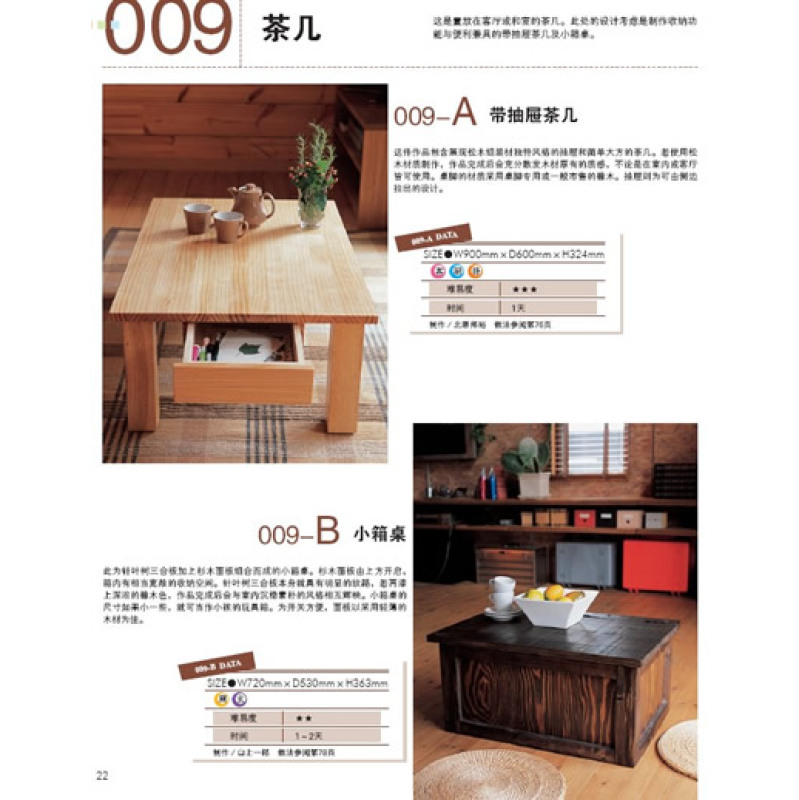 009
茶几
这是置放在客厅或和室的茶几。此处的设计考虑是制作收纳功
能与便利兼具的带抽屉茶几及小箱桌。
009-A 带抽屉茶几
这件作品包含展现松木组装材独特风格的抽屉和简单大方的茶几。若使用松
木材质制作，作品完成后会充分散发木材原有的质感，不论是在室内或客厅
皆可使用。桌脚的材质采用桌脚专用或一般市售的橡木。抽屉则为可由侧边
拉出的设计。
009-A DATA
SIZE●W900mm×D600mm×H324mm
难易度 ★★★
时间 1天
制作／北 做法参阅第76页
009-B 小箱桌
此为针叶树三合板加上杉木面板组合而成的小箱桌。杉木面板由上方开启，
箱内有相当宽敞的收纳空间。针叶树三合板本身就具有明显的纹路，若再漆
上深浓的橡木色，作品完成后会与室内沉稳素朴的风格相互辉映。小箱桌的
尺寸如果小一些，就可当作小孩的玩具箱。为开关方便，面板以采用轻薄的
木材为佳。
009-B DATA
SIZE●W720mm×D530mm×H363mm
难易度 ★★
时间 1~2天
制作／山上一郎 做法参阅第78页
22